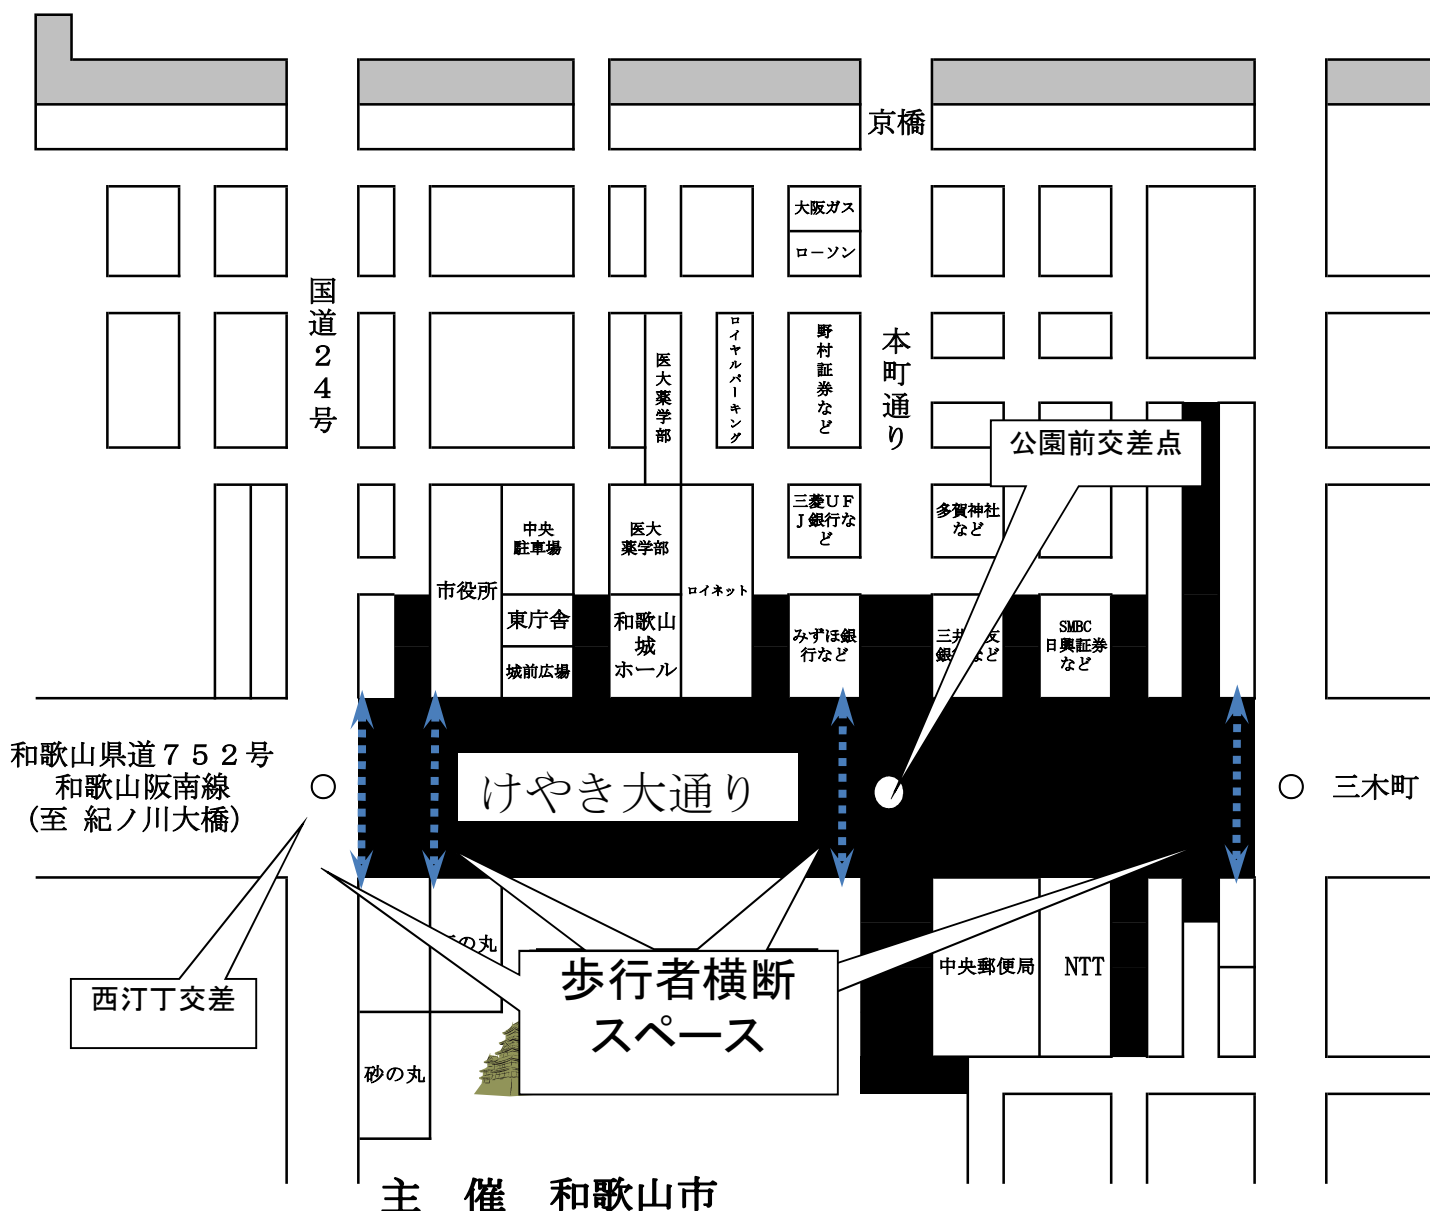 京橋
大阪ガス
ローソン
国道24号
医大薬学部
ロイヤルパーキング
野村証券など
本町通り
公園前交差点
市役所
中央
駐車場
医大
薬学部
ロイネット
三菱UF
J銀行な
ど
多賀神社
など
東庁舎
城前広場
和歌山
城
ホール
みずほ銀
行など
三井
SMBC
日興証券
など
和歌山県道752号
和歌山阪南線
(至 紀ノ川大橋)
けやき大通り
三木町
西汀丁交差
の丸
砂の丸
歩行者横断
スペース
中央郵便局
NTT
主 催 和歌山市